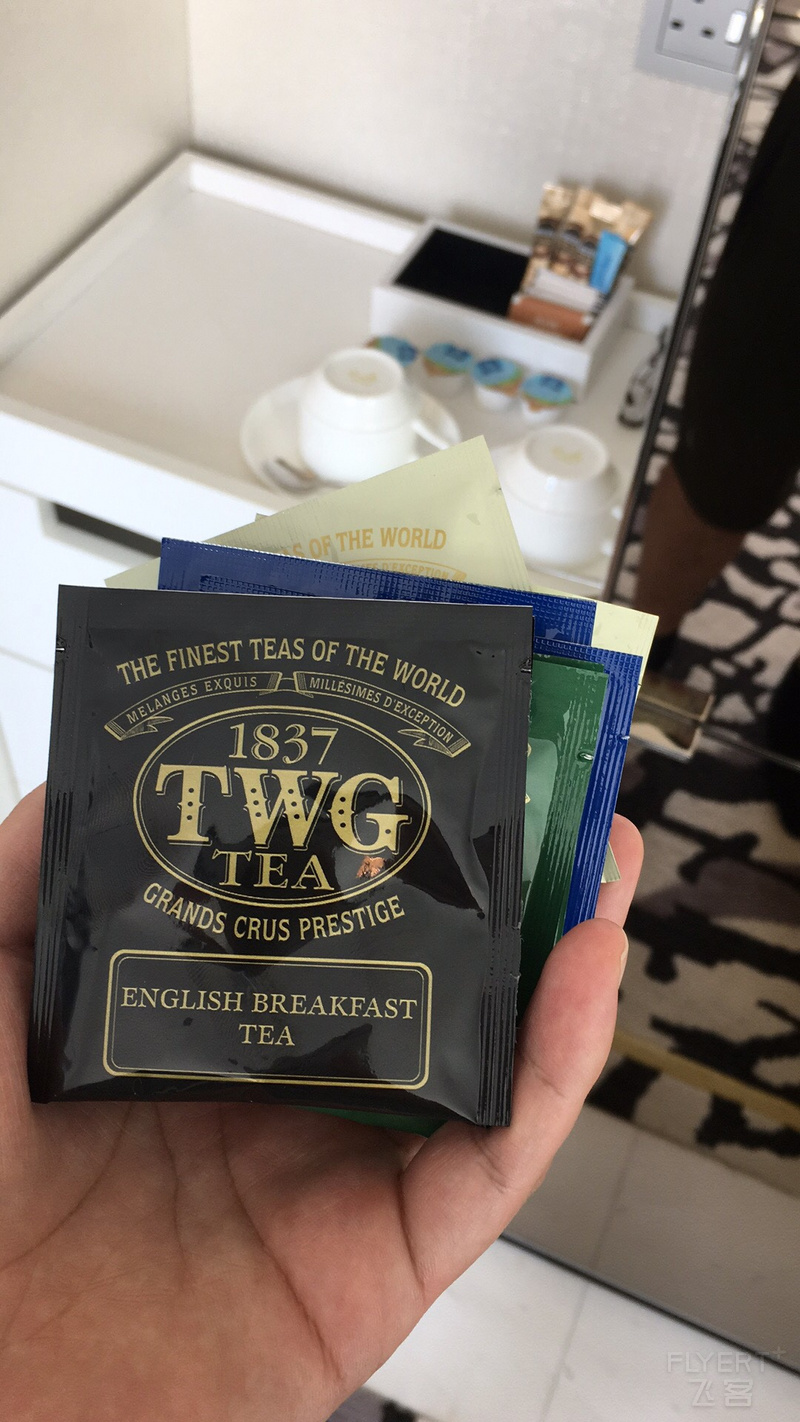 S OF THE WORLD
D'EXCEPTION
THE FINEST TEAS OF THE WORLD
MELANGES EXQUIS MILLÉSIMES D'EXCEPTION
1837
TWG
TEA
GRANDS CRUS PRESTIGE
ENGLISH BREAKFAST
TEA
FLYERT+
飞客